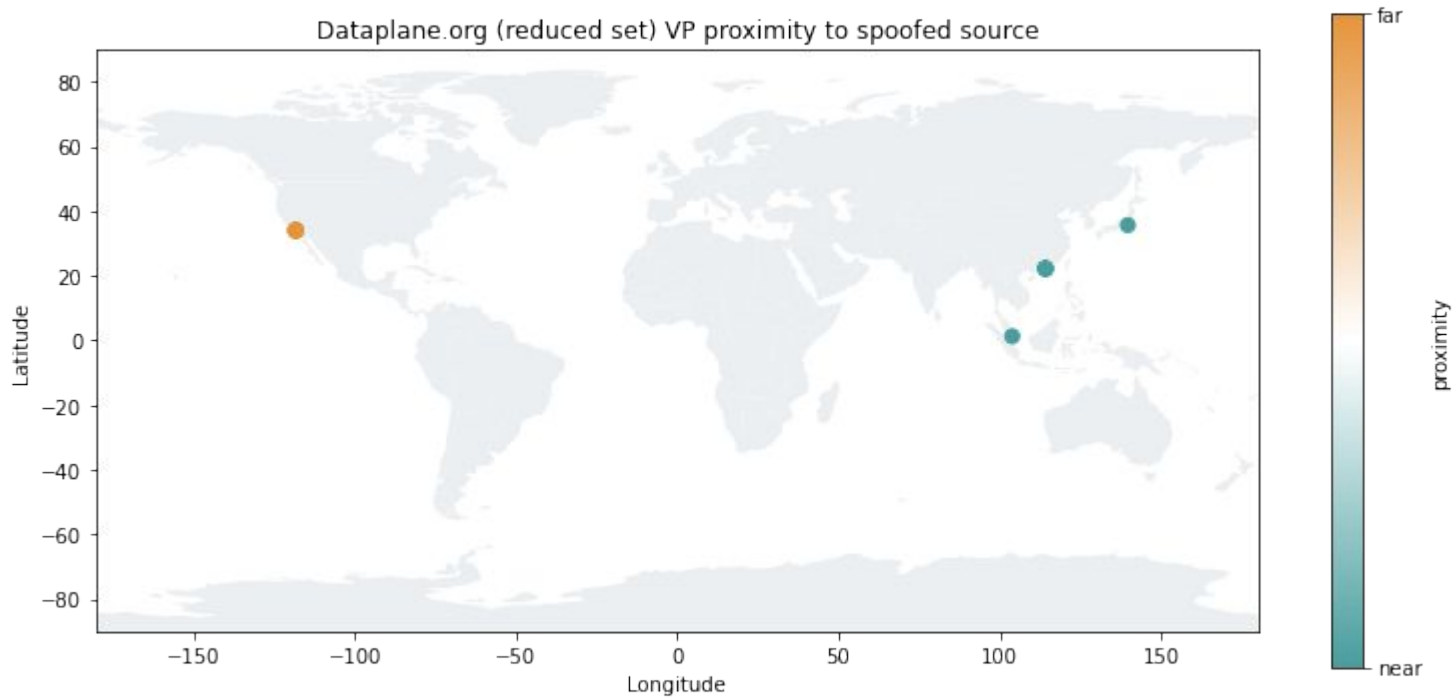 Dataplane.org (reduced set) VP proximity to spoofed source
far
80
60
40
20
0
−20
−40
−60
−80
Latitude
−150
−100
−50
0
50
100
150
Longitude
proximity
near